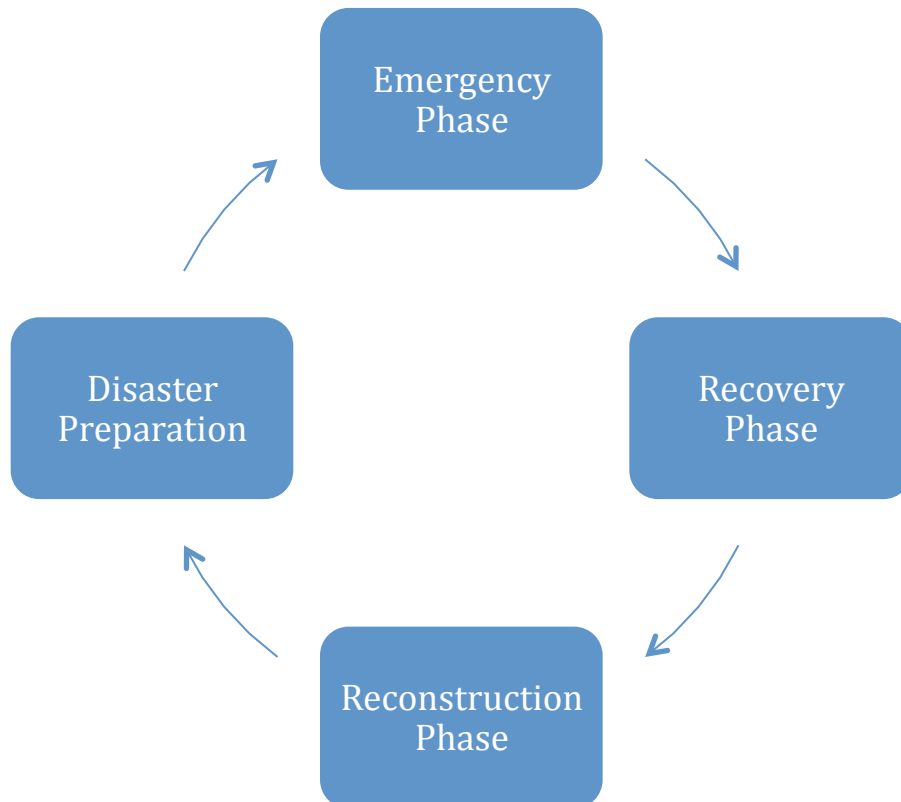 Emergency
Phase
Disaster
Preparation
Recovery
Phase
Reconstruction
Phase